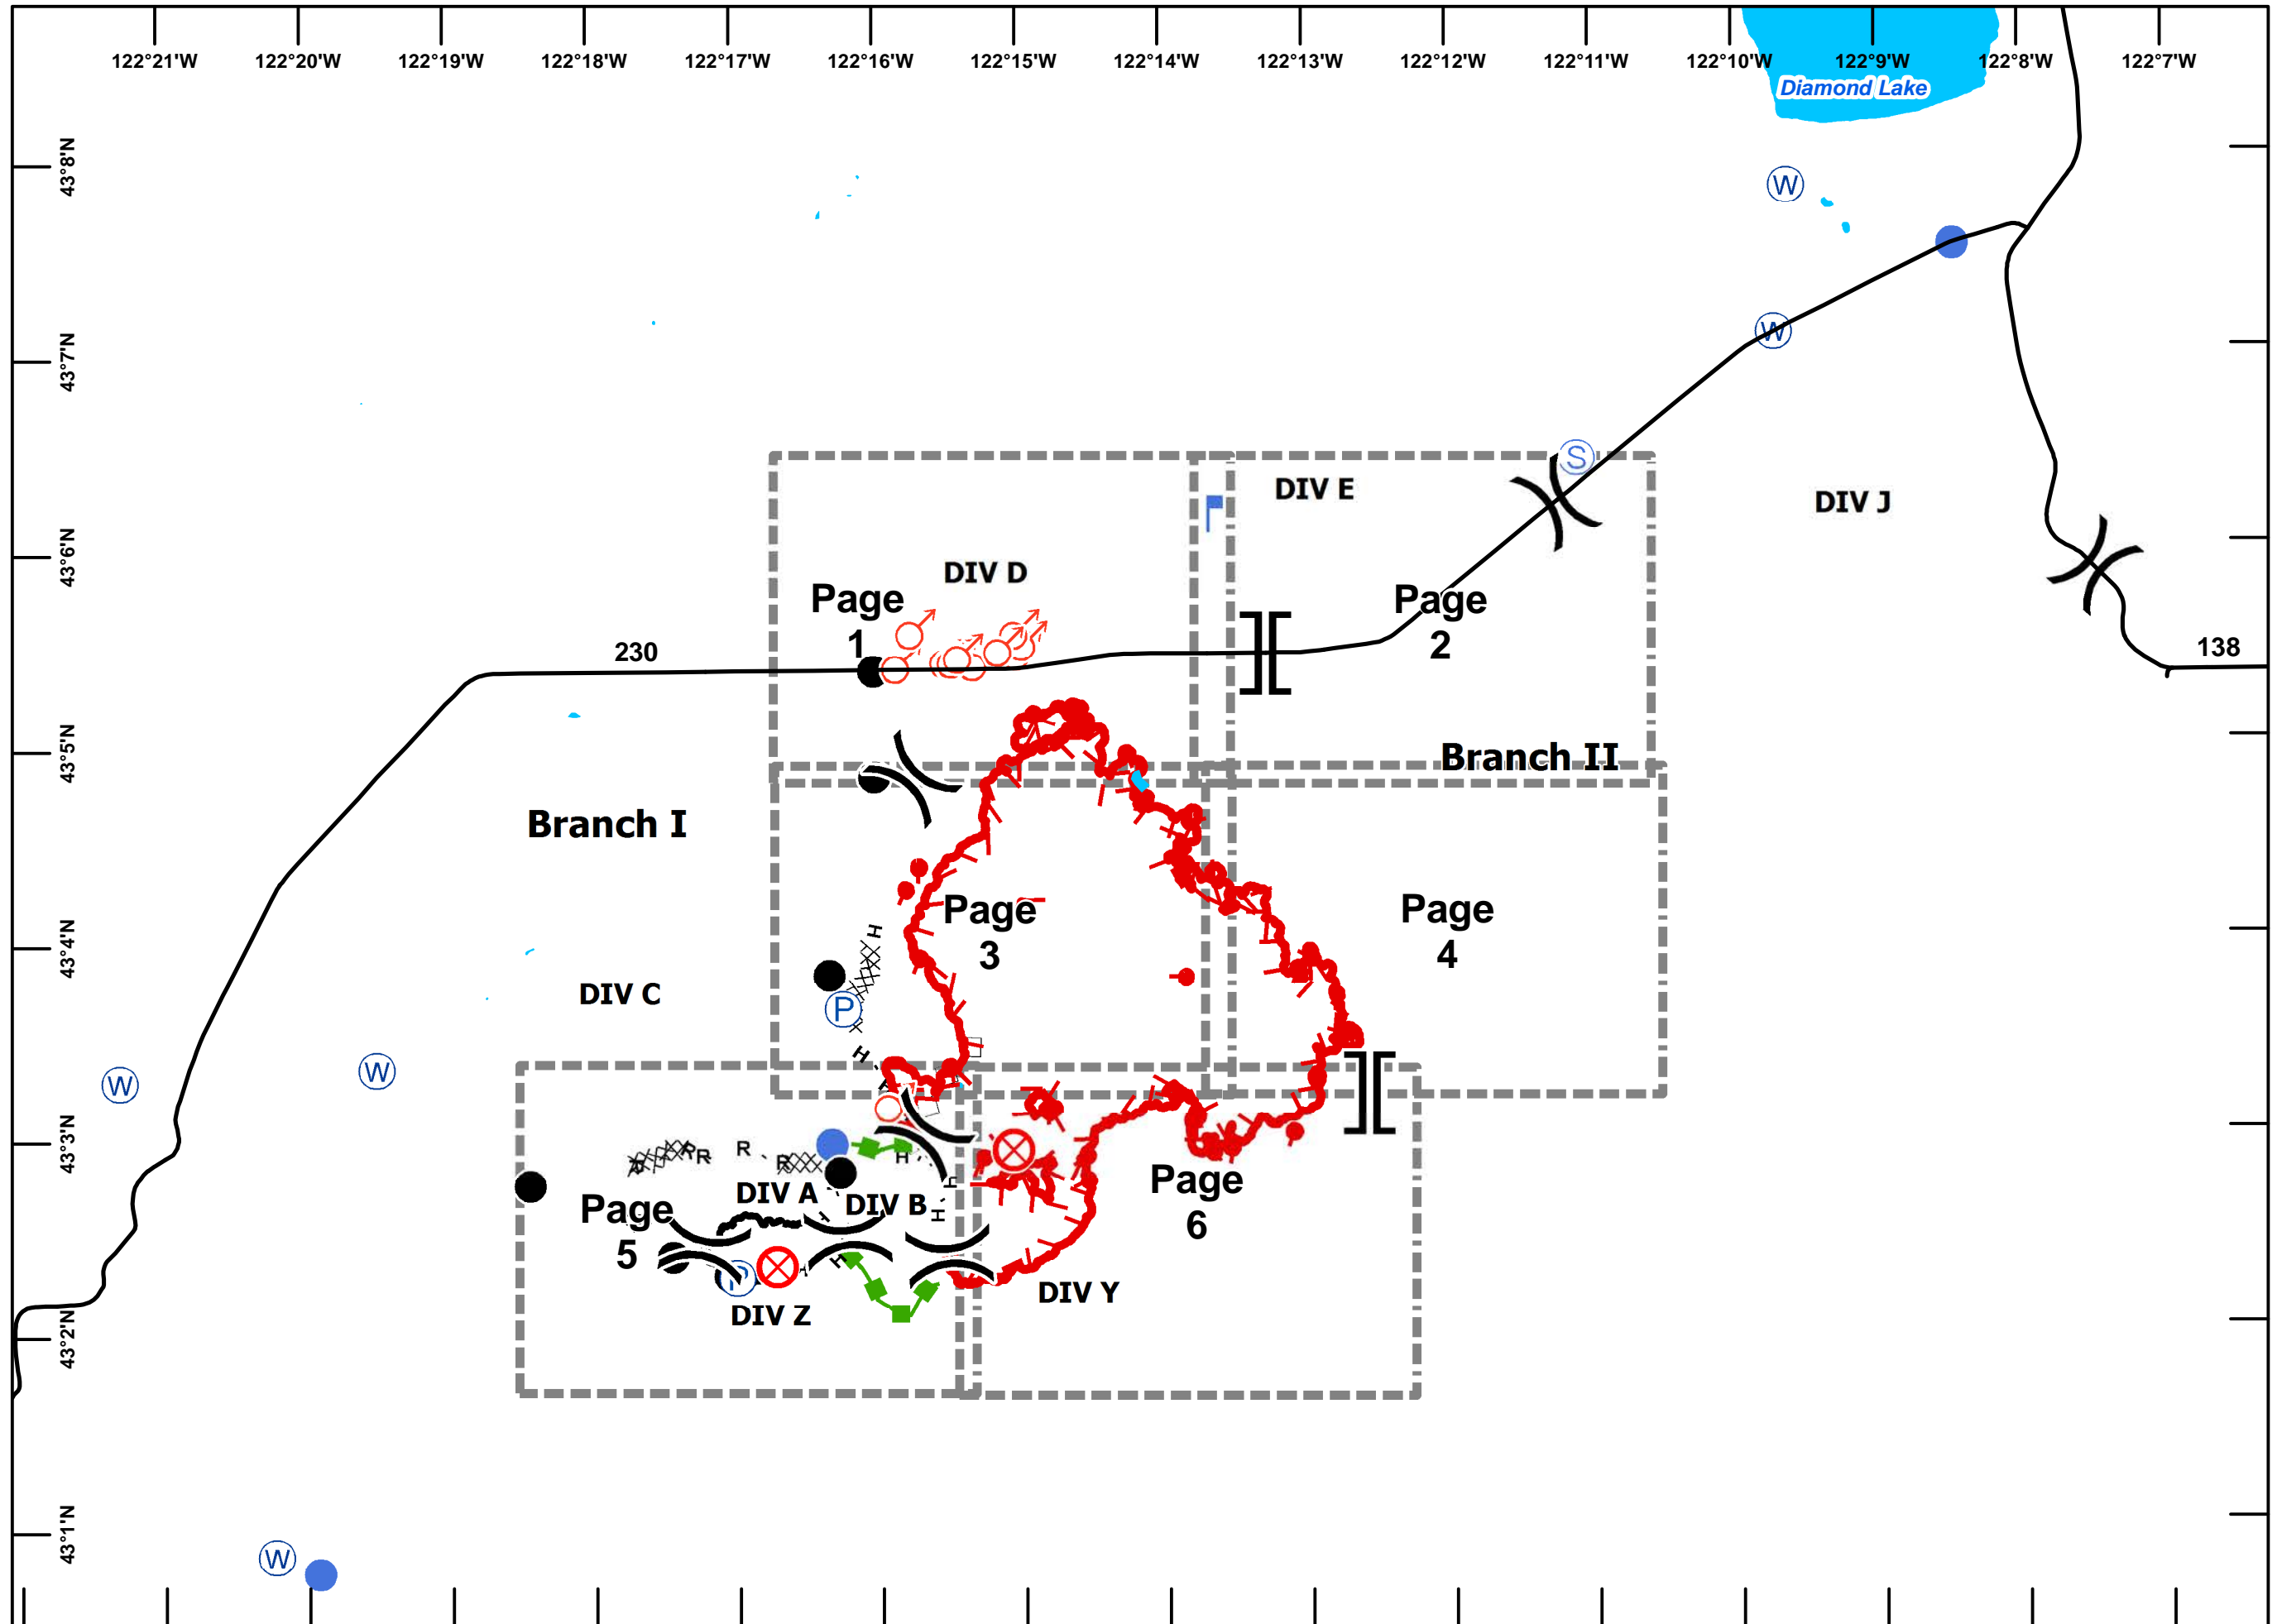 122°21'W 122°20'W 122°19'W 122°18'W 122°17'W 122°16'W 122°15'W 122°14'W 122°13'W 122°12'W 122°11'W 122°10'W 122°9'W 122°8'W 122°7'W
Diamond Lake
43°8'N
W
W
43°7'N
S
DIV E
DIV J
43°6'N
DIV D
Page
1
Page
2
230
138
43°5'N
Branch II
Branch I
Page
3
Page
4
H
43°4'N
DIV C
P
H
W
W
43°3'N
R
R
R
R
H
H
DIV A
DIV B
H
Page
5
Page
6
H
P
DIV Z
DIV Y
43°2'N
43°1'N
W